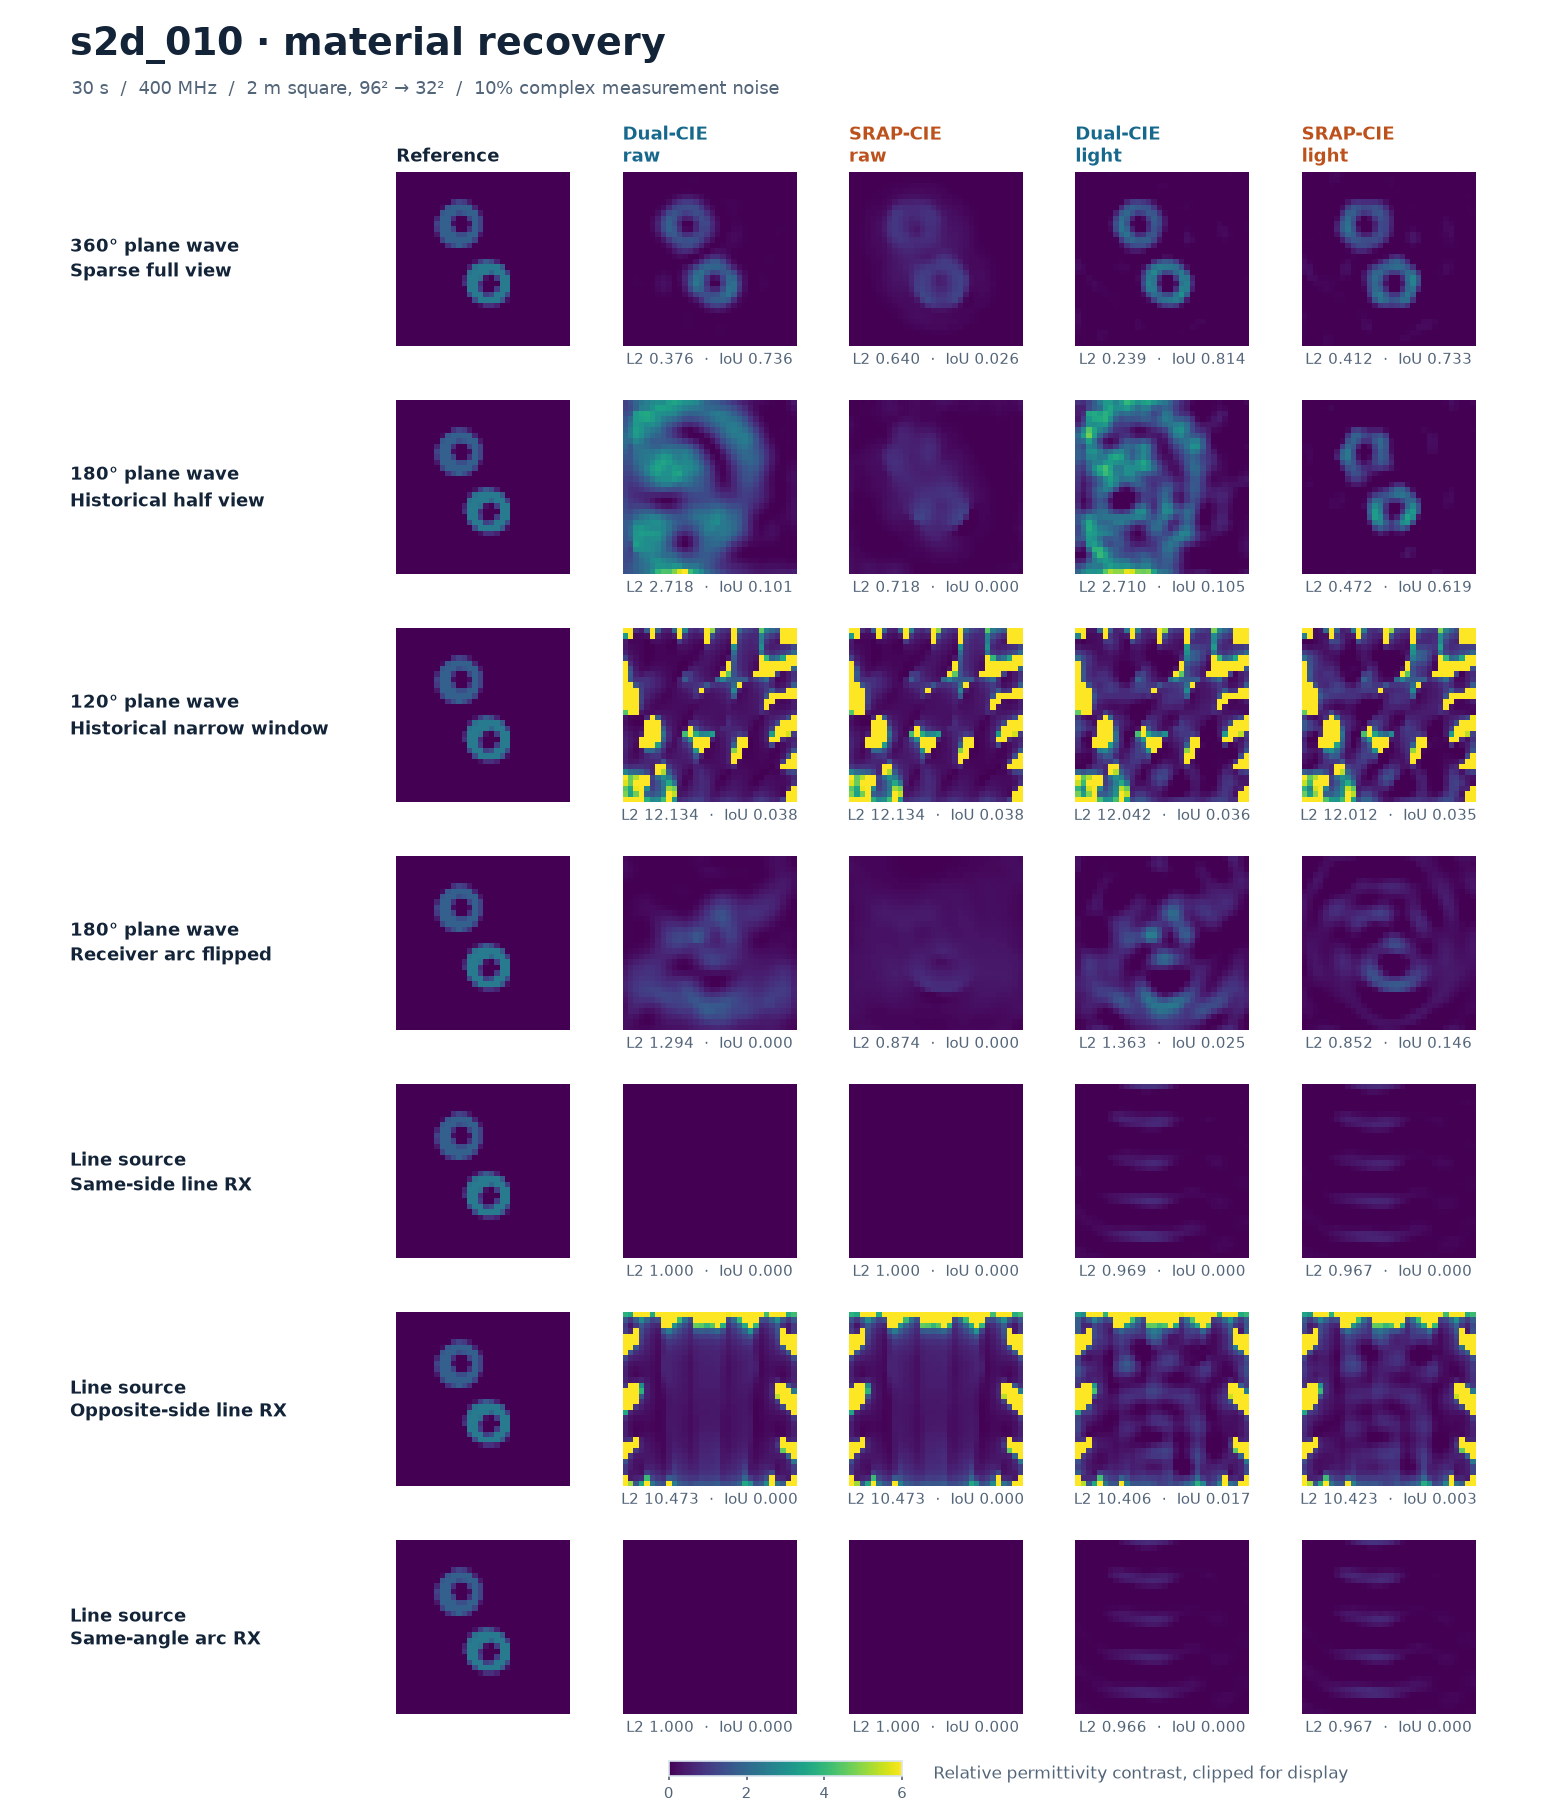 s2d_010 · material recovery
30 s / 400 MHz / 2 m square, 96² → 32² / 10% complex measurement noise
Reference
Dual-CIE
raw
SRAP-CIE
raw
Dual-CIE
light
SRAP-CIE
light
360° plane wave
Sparse full view
L2 0.376 · IoU 0.736
L2 0.640 · IoU 0.026
L2 0.239 · IoU 0.814
L2 0.412 · IoU 0.733
180° plane wave
Historical half view
L2 2.718 · IoU 0.101
L2 0.718 · IoU 0.000
L2 2.710 · IoU 0.105
L2 0.472 · IoU 0.619
120° plane wave
Historical narrow window
L2 12.134 · IoU 0.038
L2 12.134 · IoU 0.038
L2 12.042 · IoU 0.036
L2 12.012 · IoU 0.035
180° plane wave
Receiver arc flipped
L2 1.294 · IoU 0.000
L2 0.874 · IoU 0.000
L2 1.363 · IoU 0.025
L2 0.852 · IoU 0.146
Line source
Same-side line RX
L2 1.000 · IoU 0.000
L2 1.000 · IoU 0.000
L2 0.969 · IoU 0.000
L2 0.967 · IoU 0.000
Line source
Opposite-side line RX
L2 10.473 · IoU 0.000
L2 10.473 · IoU 0.000
L2 10.406 · IoU 0.017
L2 10.423 · IoU 0.003
Line source
Same-angle arc RX
L2 1.000 · IoU 0.000
L2 1.000 · IoU 0.000
L2 0.966 · IoU 0.000
L2 0.967 · IoU 0.000
0 2 4 6
Relative permittivity contrast, clipped for display